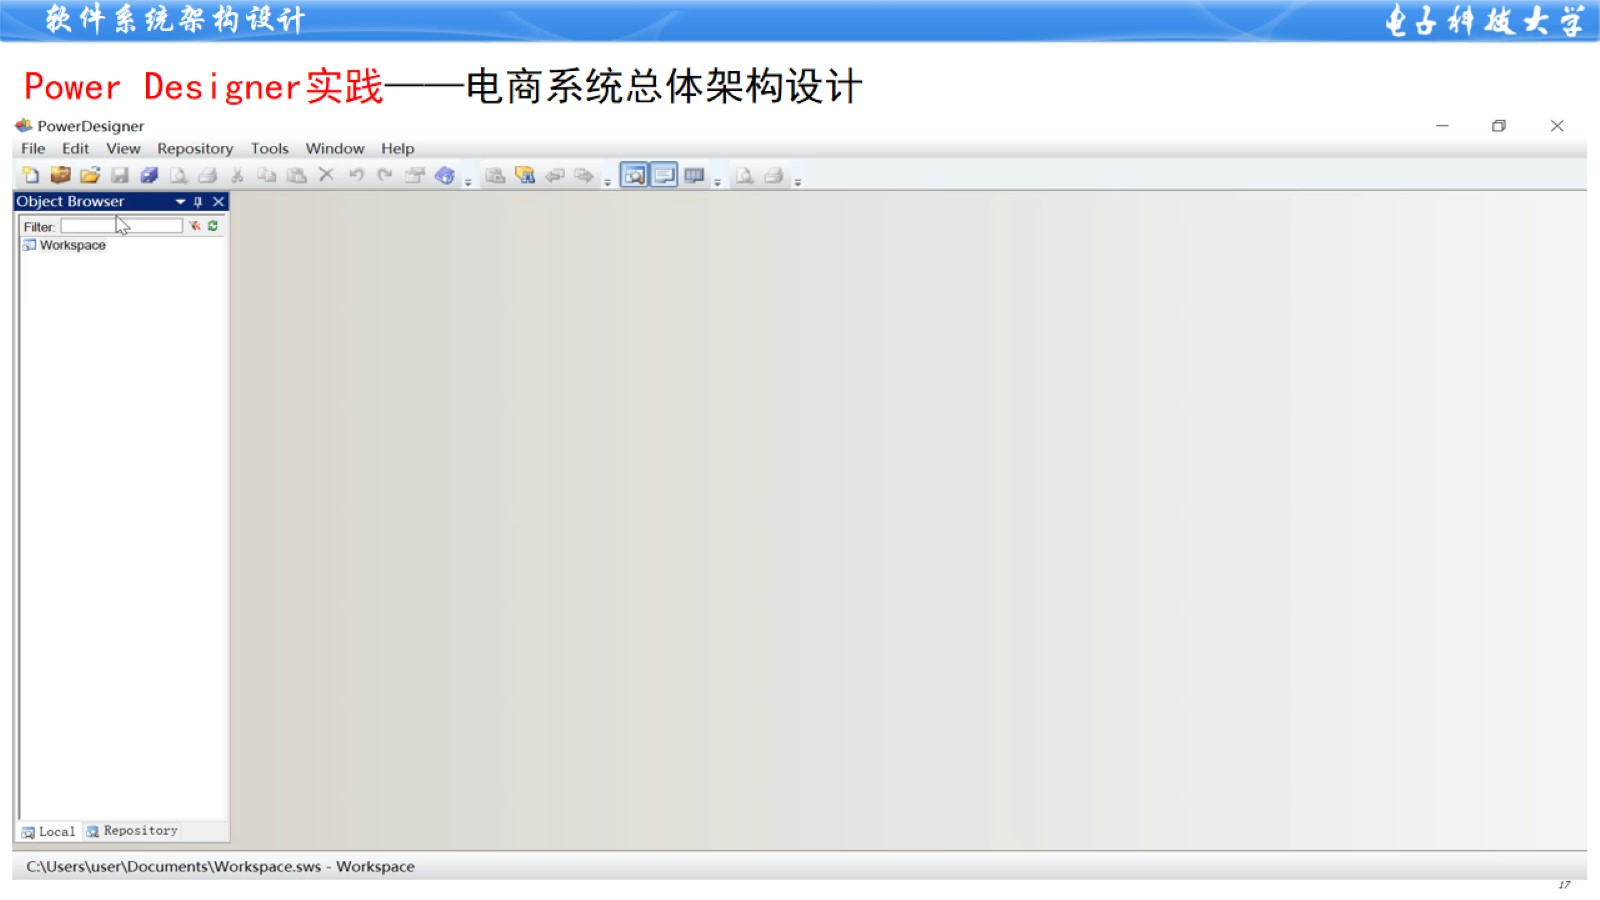 软件系统架构设计
电子科技大学
Power Designer实践——电商系统总体架构设计
PowerDesigner
File Edit View Repository Tools Window Help
Object Browser
Filter:
Workspace
Local Repository
C:\Users\user\Documents\Workspace.sws - Workspace
17